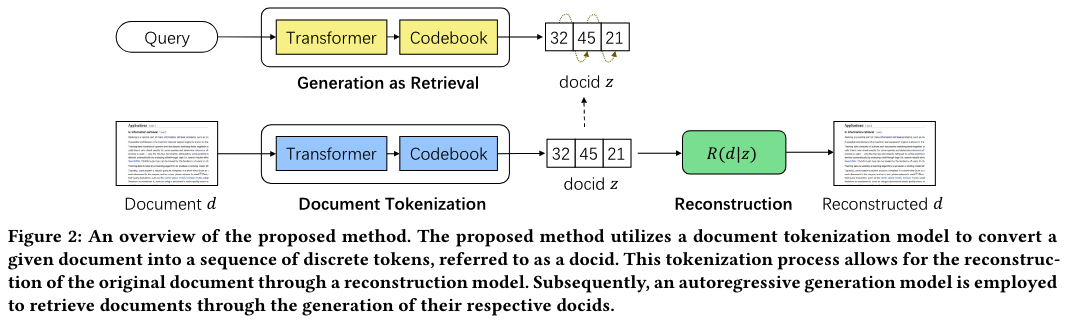 Query
Transformer
Codebook
32 45 21
Generation as Retrieval
docid z
Transformer
Codebook
32 45 21
R(d|z)
docid z
Document d
Document Tokenization
Reconstruction
Reconstructed d
Figure 2: An overview of the proposed method. The proposed method utilizes a document tokenization model to convert a
given document into a sequence of discrete tokens, referred to as a docid. This tokenization process allows for the reconstruc-
tion of the original document through a reconstruction model. Subsequently, an autoregressive generation model is employed
to retrieve documents through the generation of their respective docids.